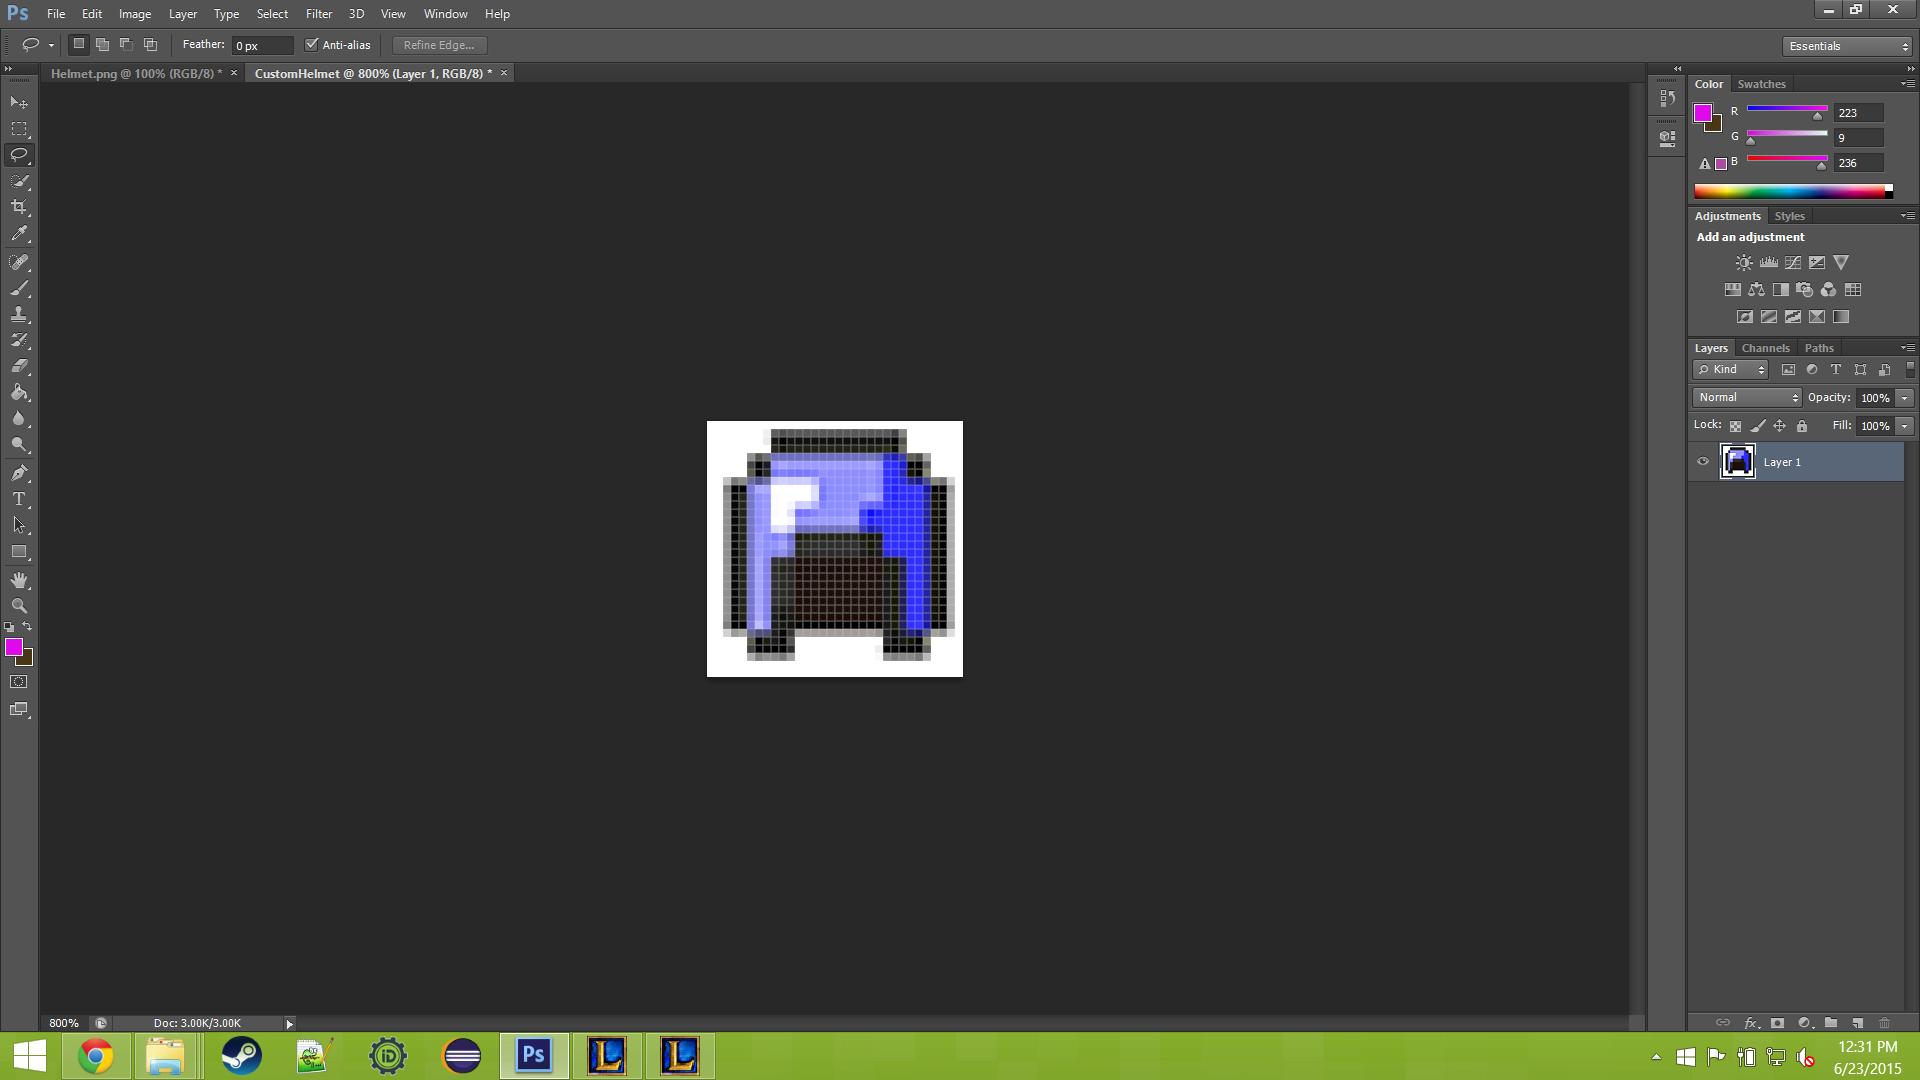 Ps File Edit Image Layer Type Select Filter 3D View Window Help
Feather: 0 px Anti-alias Refine Edge... Essentials
Helmet.png @ 100% (RGB/8) * × CustomHelmet @ 800% (Layer 1, RGB/8) * ×
Color Swatches
R 223
G 9
B 236
Adjustments Styles
Add an adjustment
Layers Channels Paths
Kind
Normal Opacity: 100%
Lock: Fill: 100%
Layer 1
800% Doc: 3.00K/3.00K
Ps L L
12:31 PM
6/23/2015